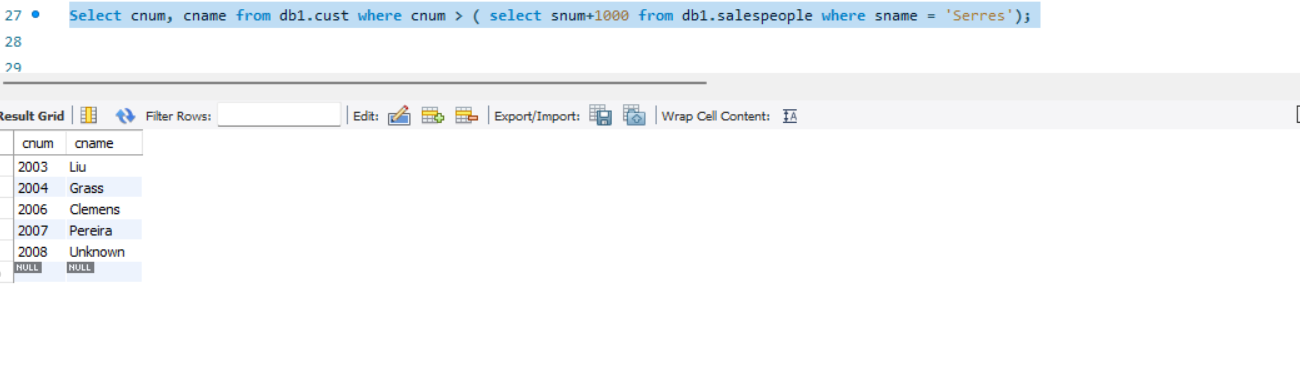 27 Select cnum, cname from db1.cust where cnum > ( select snum+1000 from db1.salespeople where sname = 'Serres');
28
29
Result Grid Filter Rows: Edit: Export/Import: Wrap Cell Content: IA
cnum cname
2003 Liu
2004 Grass
2006 Clemens
2007 Pereira
2008 Unknown
NULL NULL